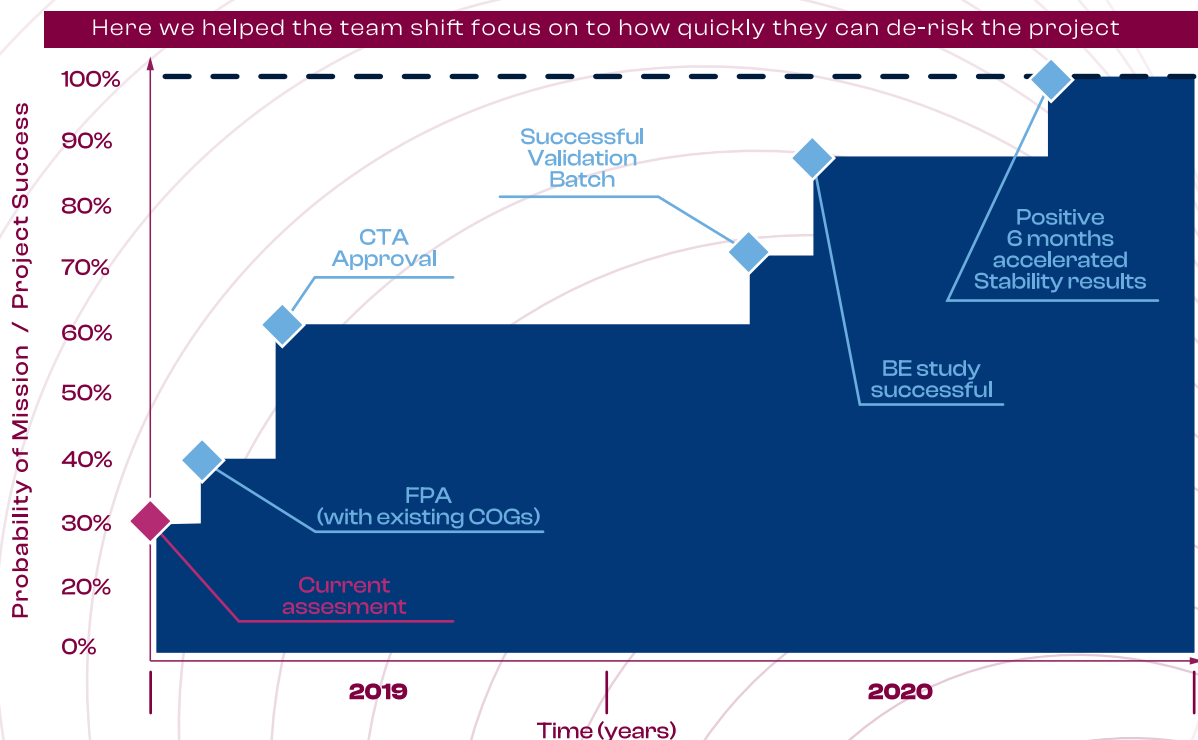 Here we helped the team shift focus on to how quickly they can de-risk the project
Probability of Mission / Project Success
100%
90%
80%
70%
60%
50%
40%
30%
20%
0%
Successful
Validation
Batch
CTA
Approval
Positive
6 months
accelerated
Stability results
BE study
successful
FPA
(with existing COGs)
Current
assesment
2019
2020
Time (years)